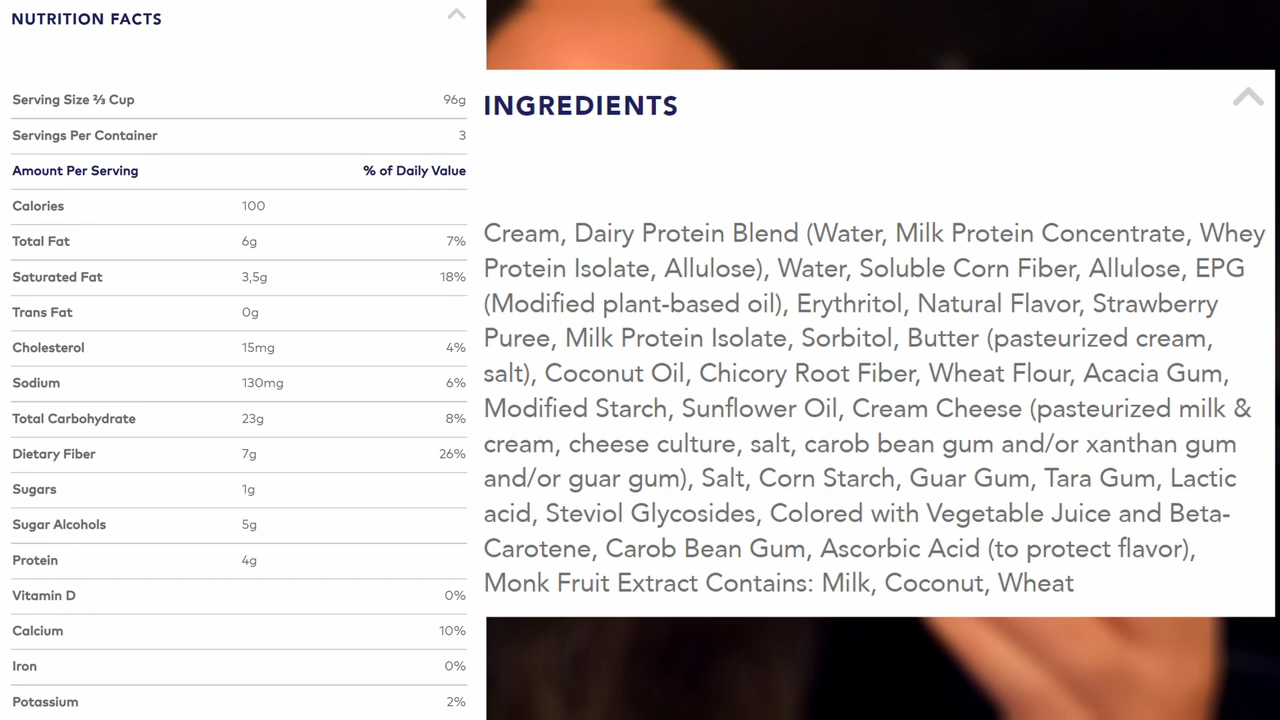 NUTRITION FACTS
Serving Size ⅔ Cup 96g
Servings Per Container 3
Amount Per Serving % of Daily Value
Calories 100
Total Fat 6g 7%
Saturated Fat 3,5g 18%
Trans Fat 0g
Cholesterol 15mg 4%
Sodium 130mg 6%
Total Carbohydrate 23g 8%
Dietary Fiber 7g 26%
Sugars 1g
Sugar Alcohols 5g
Protein 4g
Vitamin D 0%
Calcium 10%
Iron 0%
Potassium 2%
INGREDIENTS
Cream, Dairy Protein Blend (Water, Milk Protein Concentrate, Whey
Protein Isolate, Allulose), Water, Soluble Corn Fiber, Allulose, EPG
(Modified plant-based oil), Erythritol, Natural Flavor, Strawberry
Puree, Milk Protein Isolate, Sorbitol, Butter (pasteurized cream,
salt), Coconut Oil, Chicory Root Fiber, Wheat Flour, Acacia Gum,
Modified Starch, Sunflower Oil, Cream Cheese (pasteurized milk &
cream, cheese culture, salt, carob bean gum and/or xanthan gum
and/or guar gum), Salt, Corn Starch, Guar Gum, Tara Gum, Lactic
acid, Steviol Glycosides, Colored with Vegetable Juice and Beta-
Carotene, Carob Bean Gum, Ascorbic Acid (to protect flavor),
Monk Fruit Extract Contains: Milk, Coconut, Wheat